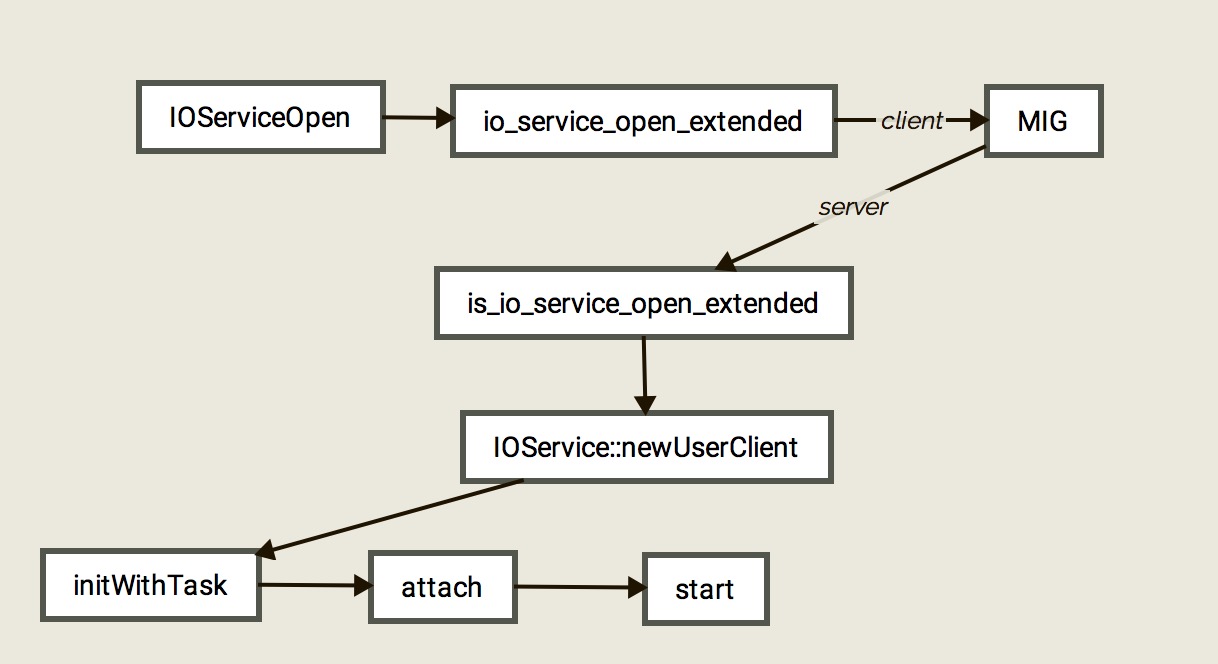 IOServiceOpen
io_service_open_extended
client
MIG
server
is_io_service_open_extended
IOService::newUserClient
initWithTask
attach
start